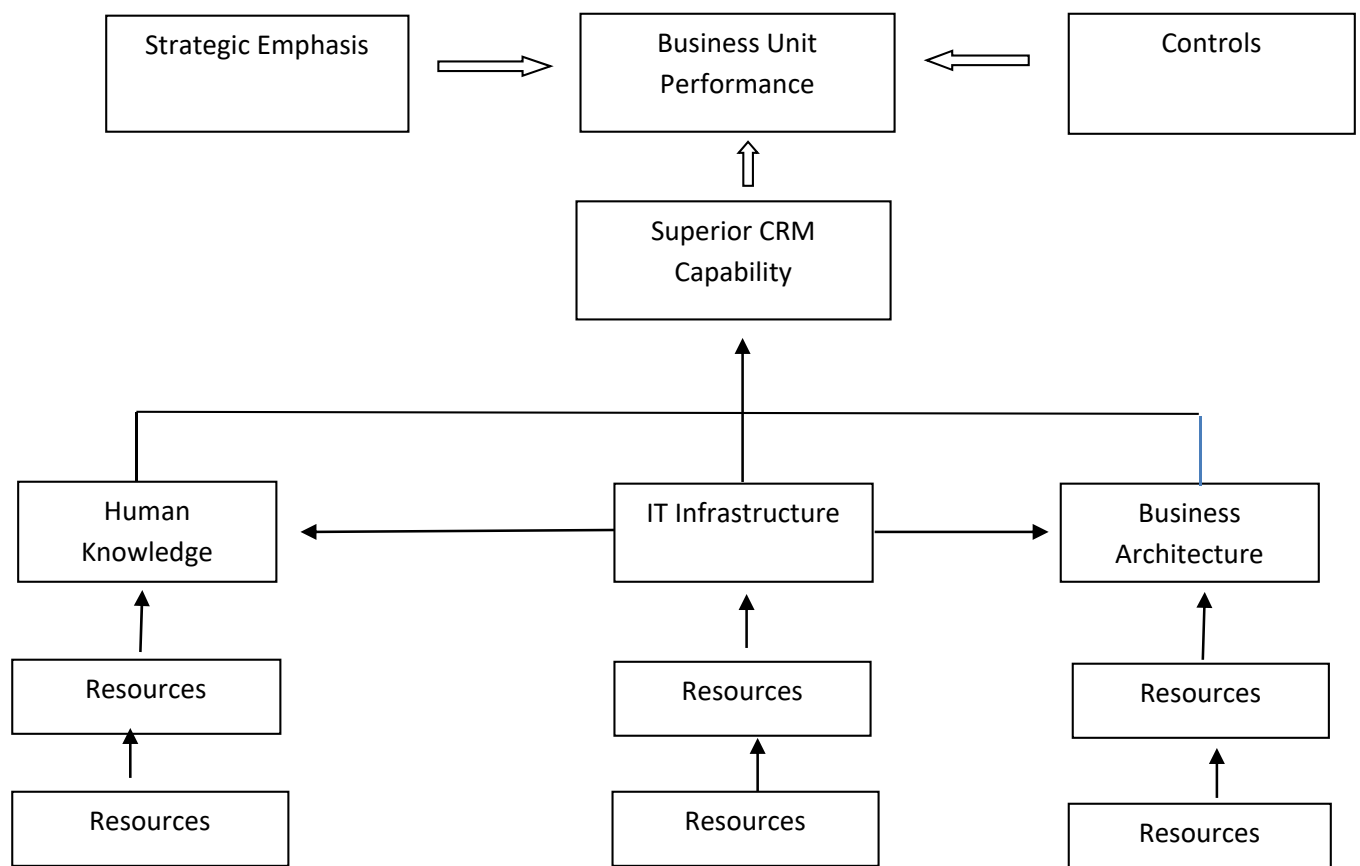 Strategic Emphasis
Business Unit
Performance
Controls
Superior CRM
Capability
Human
Knowledge
IT Infrastructure
Business
Architecture
Resources
Resources
Resources
Resources
Resources
Resources